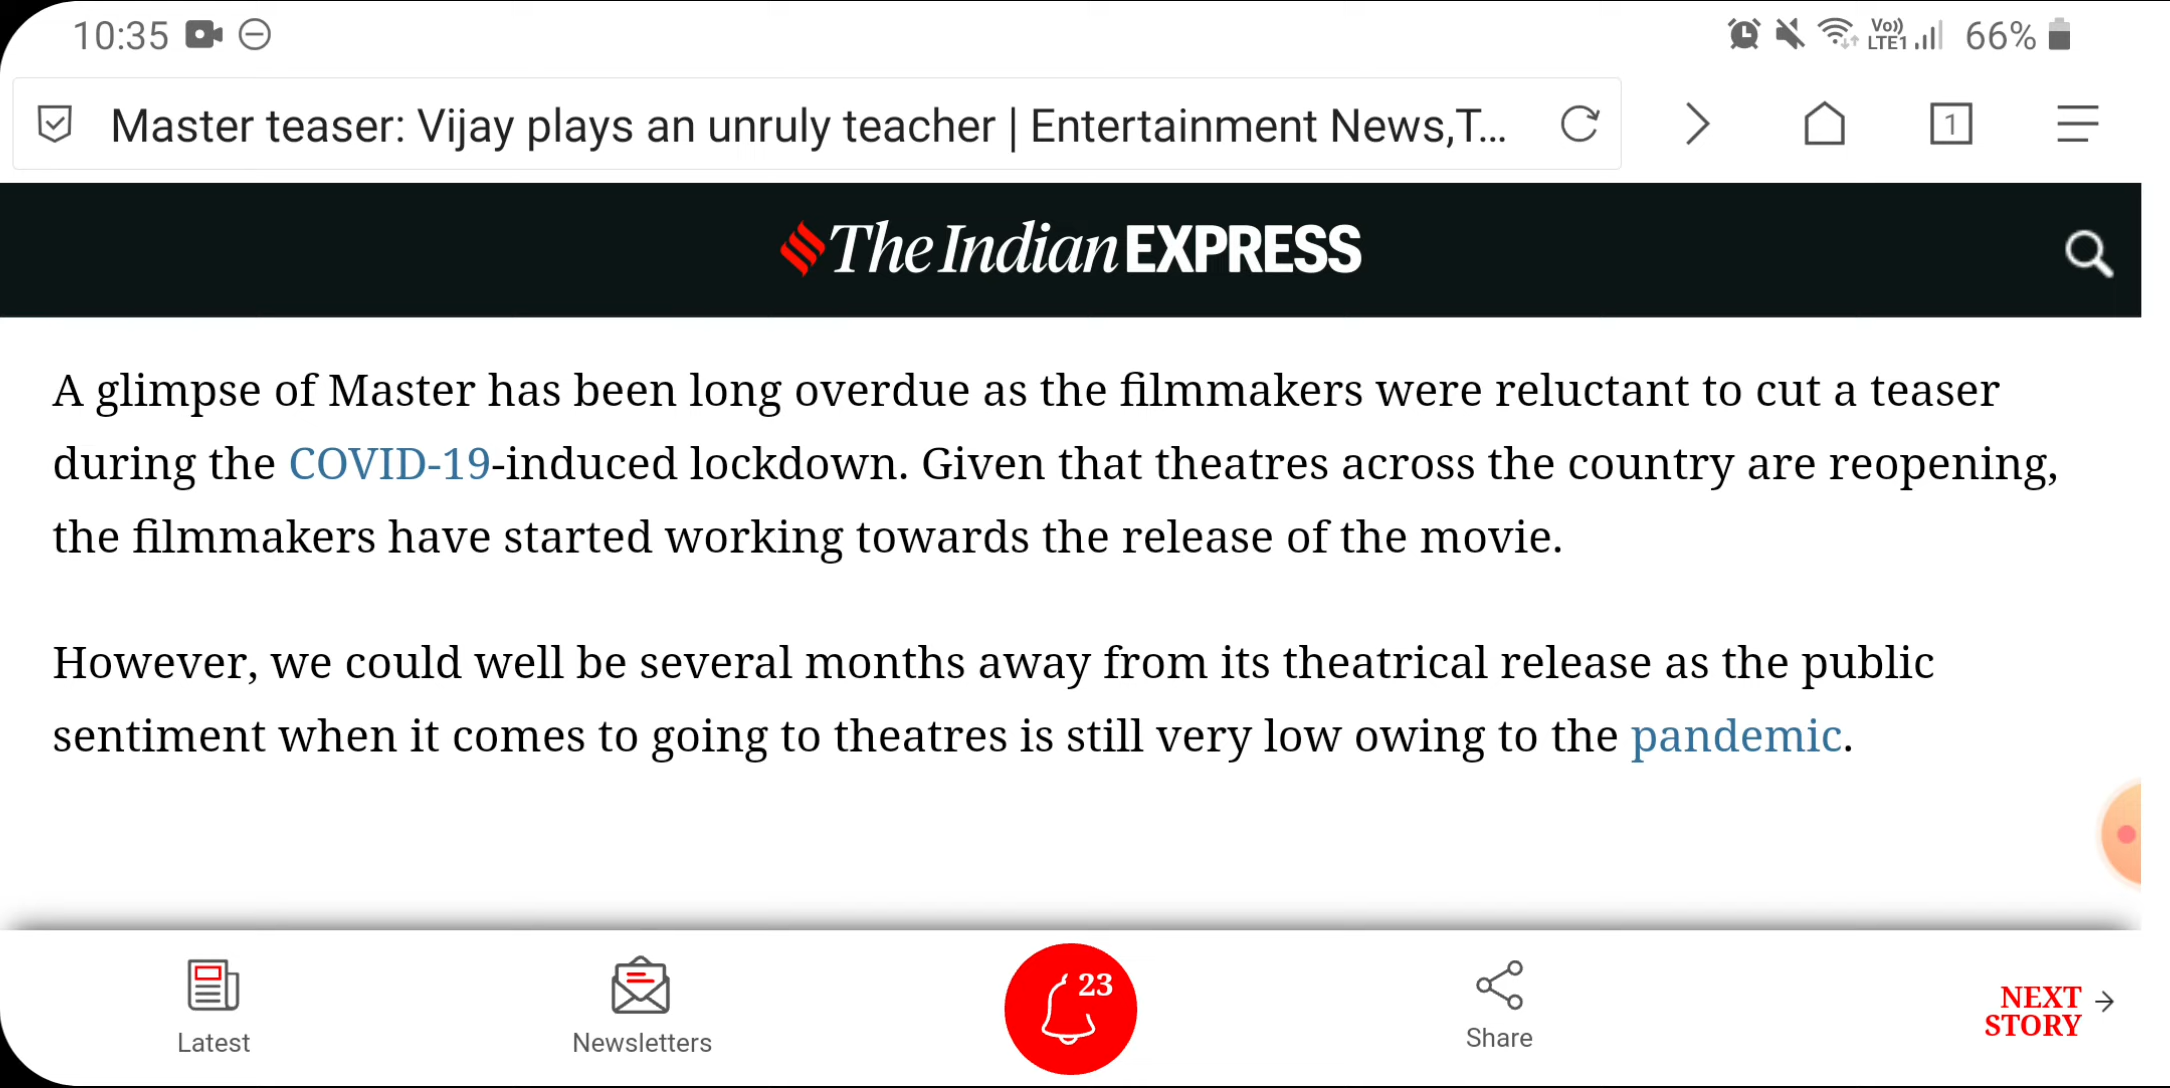 10:35
Vo)) LTE1 66%
Master teaser: Vijay plays an unruly teacher | Entertainment News,T...
1
The Indian EXPRESS
A glimpse of Master has been long overdue as the filmmakers were reluctant to cut a teaser
during the COVID-19-induced lockdown. Given that theatres across the country are reopening,
the filmmakers have started working towards the release of the movie.
However, we could well be several months away from its theatrical release as the public
sentiment when it comes to going to theatres is still very low owing to the pandemic.
Latest
Newsletters
23
Share
NEXT
STORY